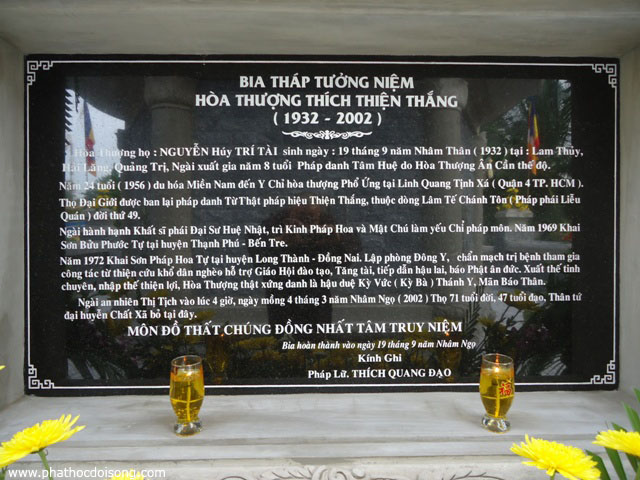 BIA THÁP TƯỞNG NIỆM
HÒA THƯỢNG THÍCH THIỆN THẮNG
( 1932 - 2002 )
Hòa Thượng họ : NGUYỄN Húy TRÍ TÀI sinh ngày : 19 tháng 9 năm Nhâm Thân ( 1932 ) tại : Lam Thủy,
Hải Lăng, Quảng Trị, Ngài xuất gia năm 8 tuổi Pháp danh Tâm Huệ do Hòa Thượng Ân Cần thế độ.
Năm 24 tuổi ( 1956 ) du hóa Miền Nam đến Y Chỉ hòa thượng Phổ Ứng tại Linh Quang Tịnh Xá ( Quận 4 TP. HCM ).
Thọ Đại Giới được ban lại pháp danh Từ Thật pháp hiệu Thiện Thắng, thuộc dòng Lâm Tế Chánh Tôn ( Pháp phái Liễu
Quán ) đời thứ 49.
Ngài hành hạnh Khất sĩ phái Đại Sư Huệ Nhật, trì Kinh Pháp Hoa và Mật Chú làm yếu Chỉ pháp môn. Năm 1969 Khai
Sơn Bửu Phước Tự tại huyện Thạnh Phú - Bến Tre.
Năm 1972 Khai Sơn Pháp Hoa Tự tại huyện Long Thành - Đồng Nai. Lập phòng Đông Y, chẩn mạch trị bệnh tham gia
công tác từ thiện cứu khổ dân nghèo hỗ trợ Giáo Hội đào tạo, Tăng tài, tiếp dẫn hậu lai, báo Phật ân đức. Xuất thế tinh
chuyên, nhập thế thiện lợi, Hòa Thượng thật xứng danh là hậu duệ Kỳ Vức ( Kỳ Bà ) Thánh Y, Mãn Báo Thân.
Ngài an nhiên Thị Tịch vào lúc 4 giờ, ngày mồng 4 tháng 3 năm Nhâm Ngọ ( 2002 ) Thọ 71 tuổi đời, 47 tuổi đạo, Thân tứ
đại huyễn Chất Xã bỏ tại đây.
MÔN ĐỒ THẤT CHÚNG ĐỒNG NHẤT TÂM TRUY NIỆM
Bia hoàn thành vào ngày 19 tháng 9 năm Nhâm Ngọ
Kính Ghi
Pháp Lữ. THÍCH QUANG ĐẠO
www.phathocdoisong.com